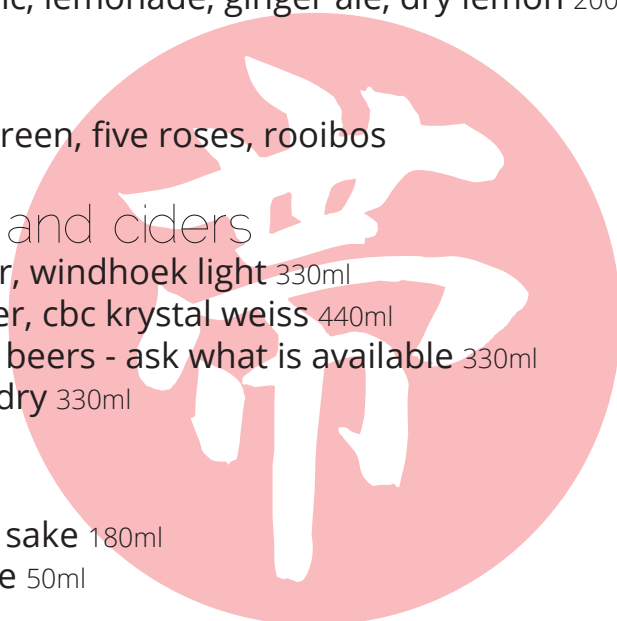 ic, lemonade, ginger ale, dry lemon 200
reen, five roses, rooibos
and ciders
r, windhoek light 330ml
er, cbc krystal weiss 440ml
beers - ask what is available 330ml
dry 330ml
sake 180ml
e 50ml
帯